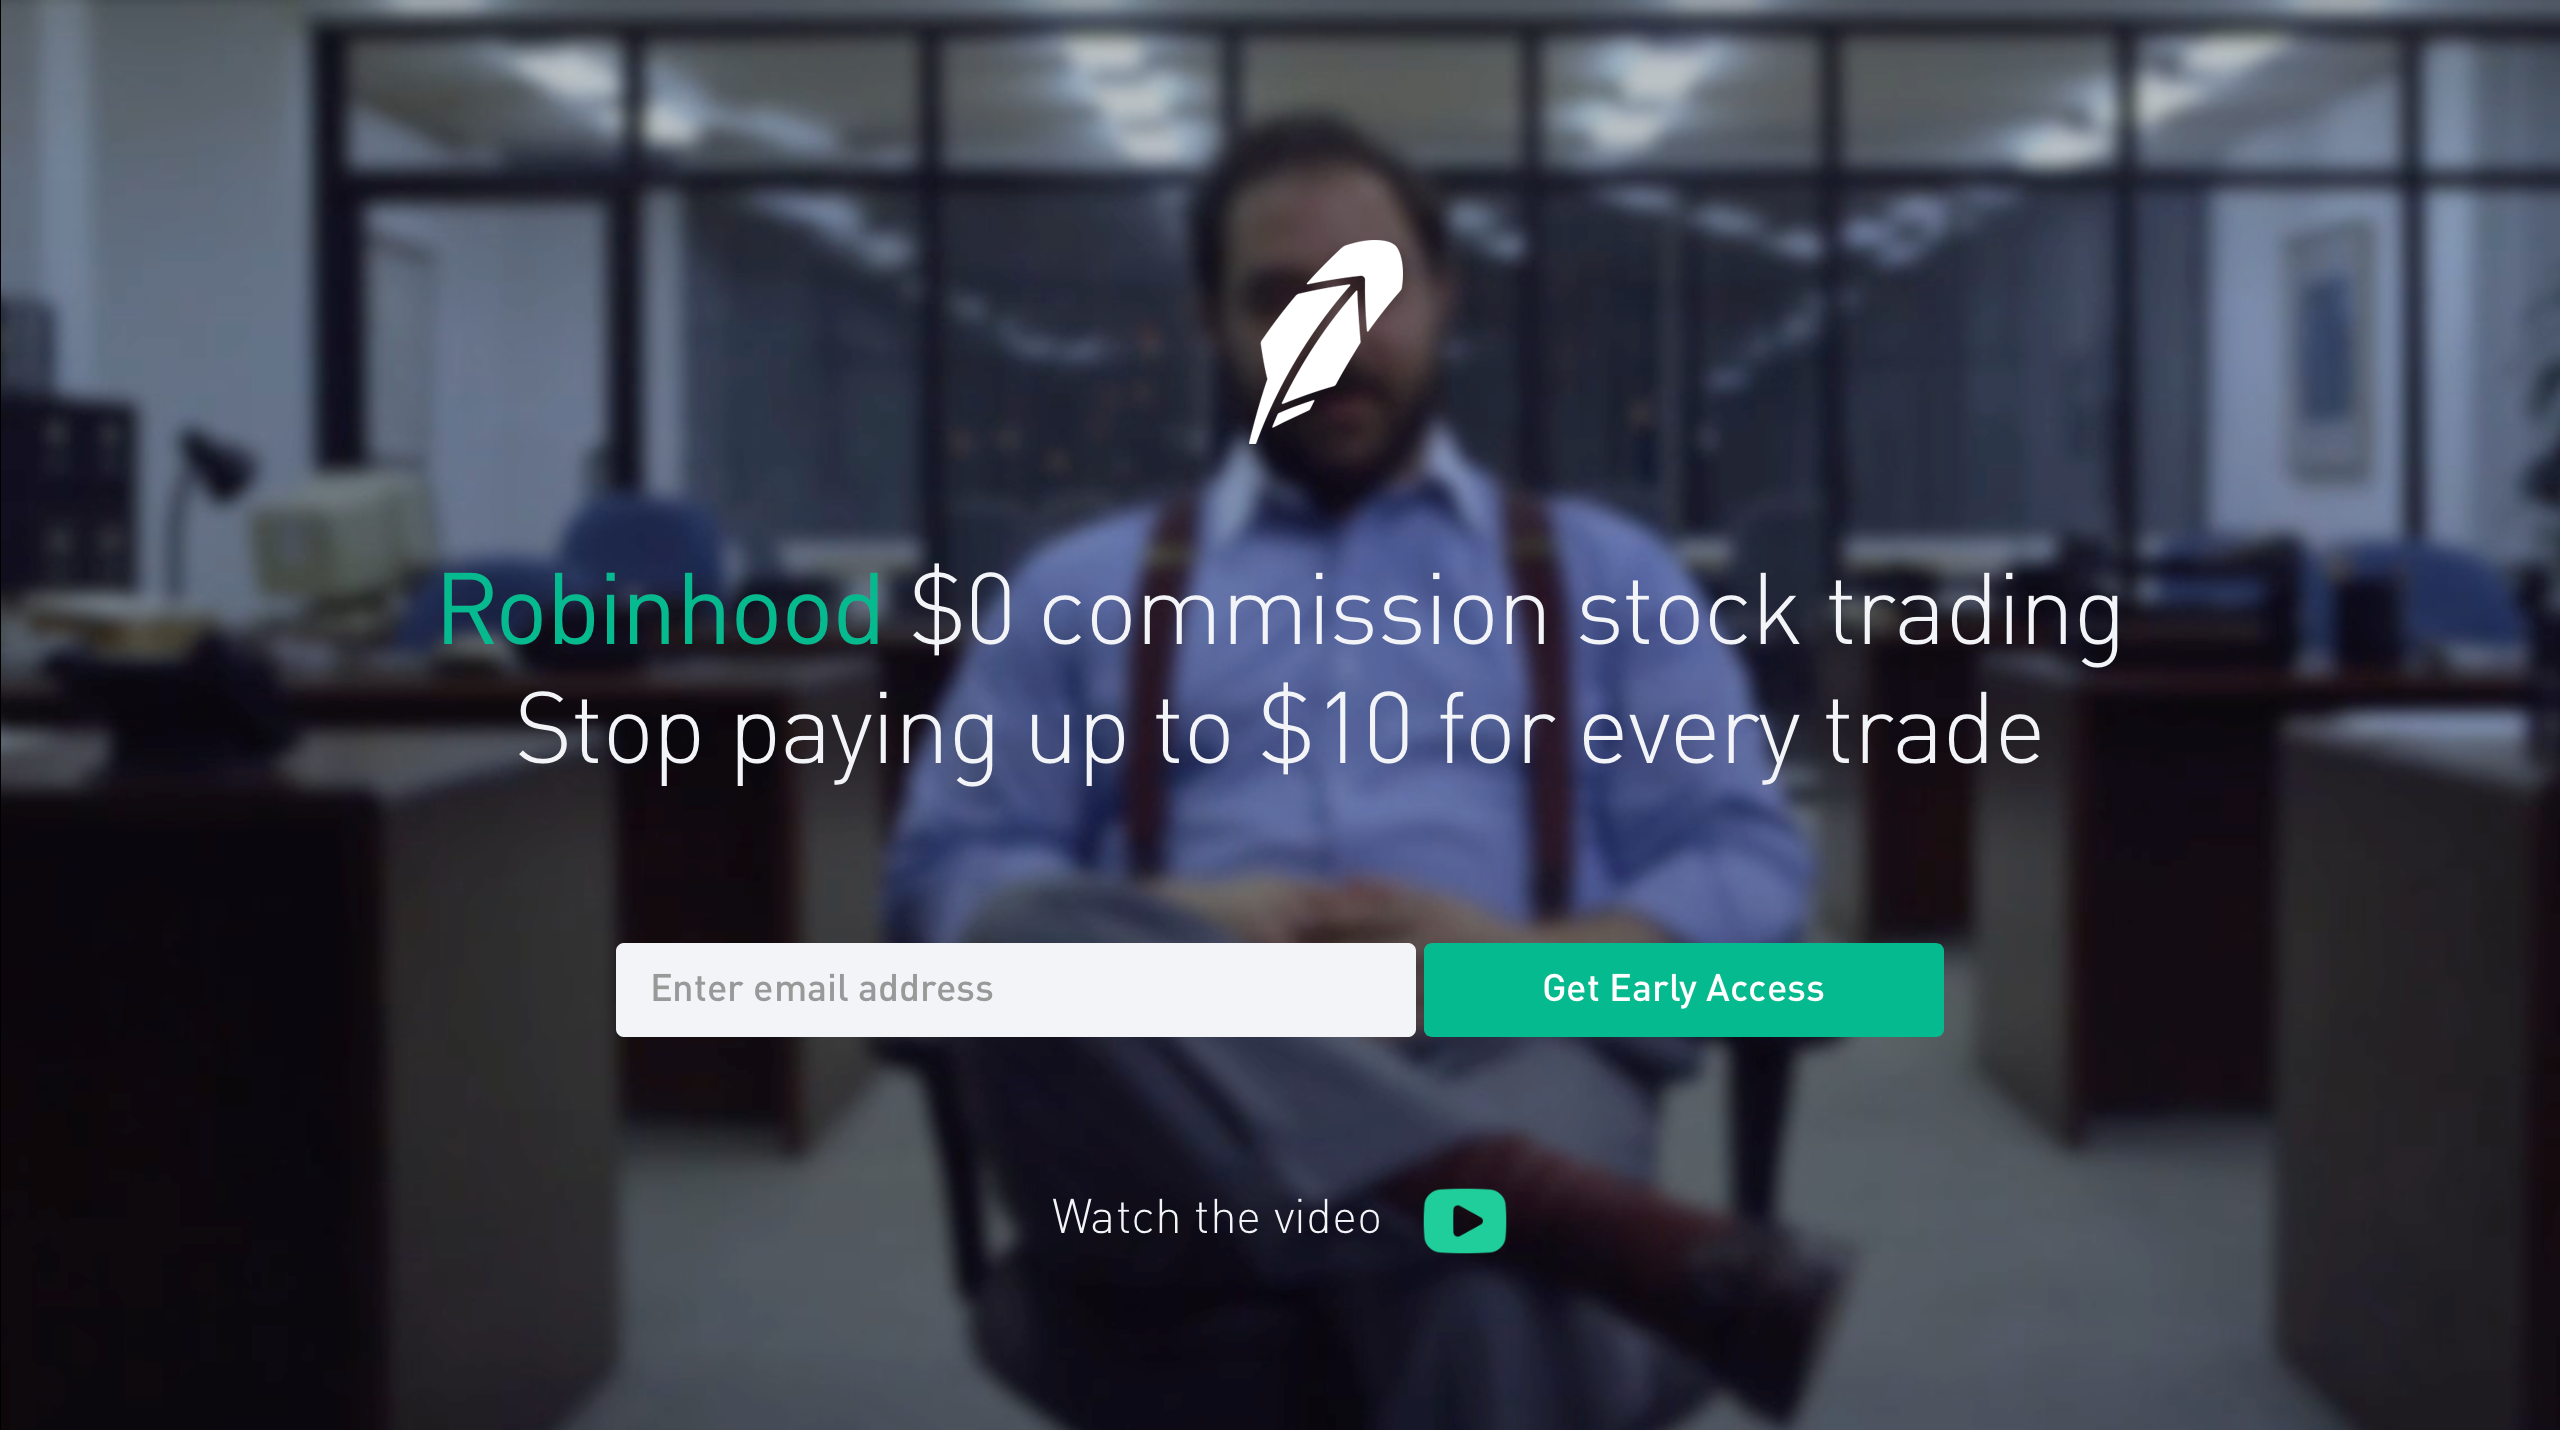 Robinhood $0 commission stock trading
Stop paying up to $10 for every trade
Enter email address
Get Early Access
Watch the video